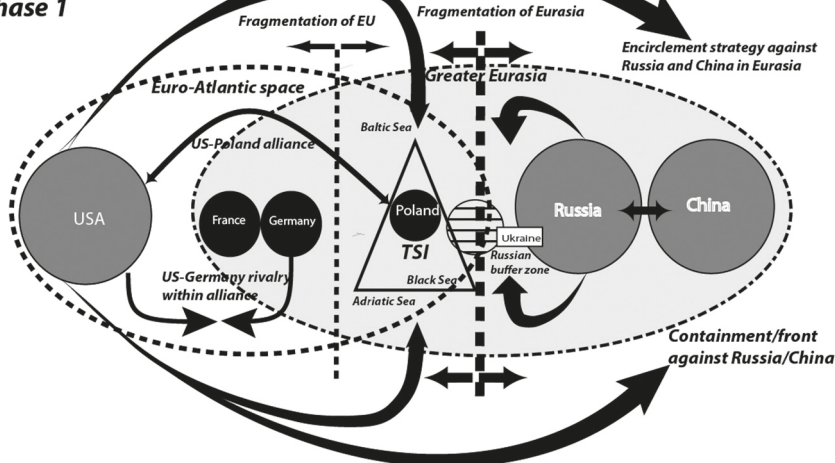 hase 1
Fragmentation of EU
Fragmentation of Eurasia
Encirclement strategy against
Russia and China in Eurasia
Euro-Atlantic space
Greater Eurasia
Baltic Sea
US-Poland alliance
USA
France
Germany
Poland
TSI
Ukraine
Russia
China
Russian
buffer zone
Black Sea
Adriatic Sea
US-Germany rivalry
within alliance
Containment/front
against Russia/China